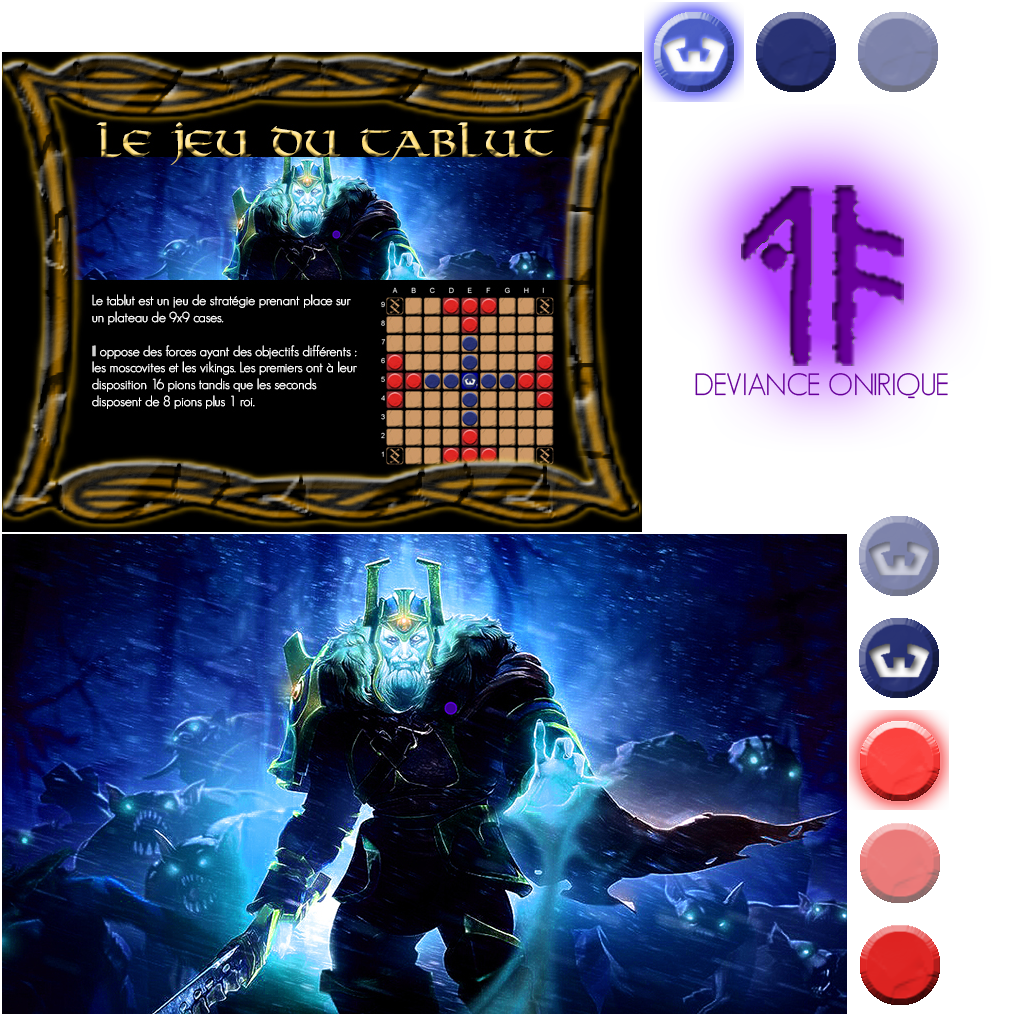 LE JEU DU TABLUT
Le tablut est un jeu de stratégie prenant place sur
un plateau de 9x9 cases.
Il oppose des forces ayant des objectifs différents :
les moscovites et les vikings. Les premiers ont à leur
disposition 16 pions tandis que les seconds
disposent de 8 pions plus 1 roi.
A B C D E F G H I
9
8
7
6
5
4
3
2
1
DEVIANCE ONIRIQUE